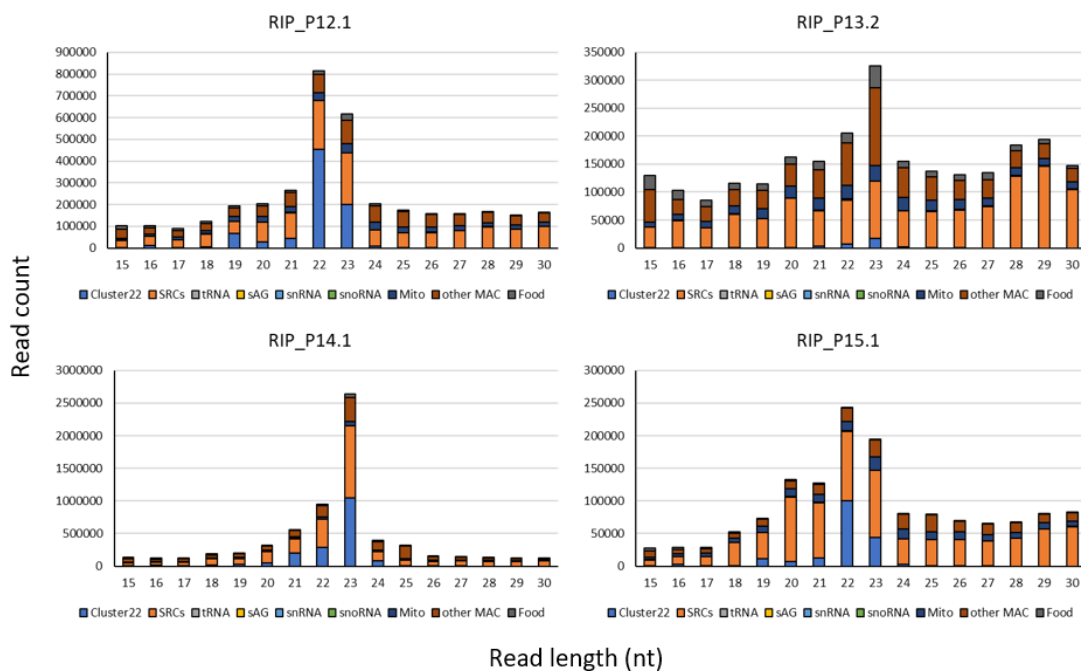 RIP_P12.1
900000
800000
700000
600000
500000
400000
300000
200000
100000
0
15 16 17 18 19 20 21 22 23 24 25 26 27 28 29 30
Cluster22 SRCs tRNA sAG snRNA snoRNA Mito other MAC Food
RIP_P13.2
350000
300000
250000
200000
150000
100000
50000
0
15 16 17 18 19 20 21 22 23 24 25 26 27 28 29 30
Cluster22 SRCs tRNA sAG snRNA snoRNA Mito other MAC Food
Read count
RIP_P14.1
3000000
2500000
2000000
1500000
1000000
500000
0
15 16 17 18 19 20 21 22 23 24 25 26 27 28 29 30
Cluster22 SRCs tRNA sAG snRNA snoRNA Mito other MAC Food
RIP_P15.1
300000
250000
200000
150000
100000
50000
0
15 16 17 18 19 20 21 22 23 24 25 26 27 28 29 30
Cluster22 SRCs tRNA sAG snRNA snoRNA Mito other MAC Food
Read length (nt)